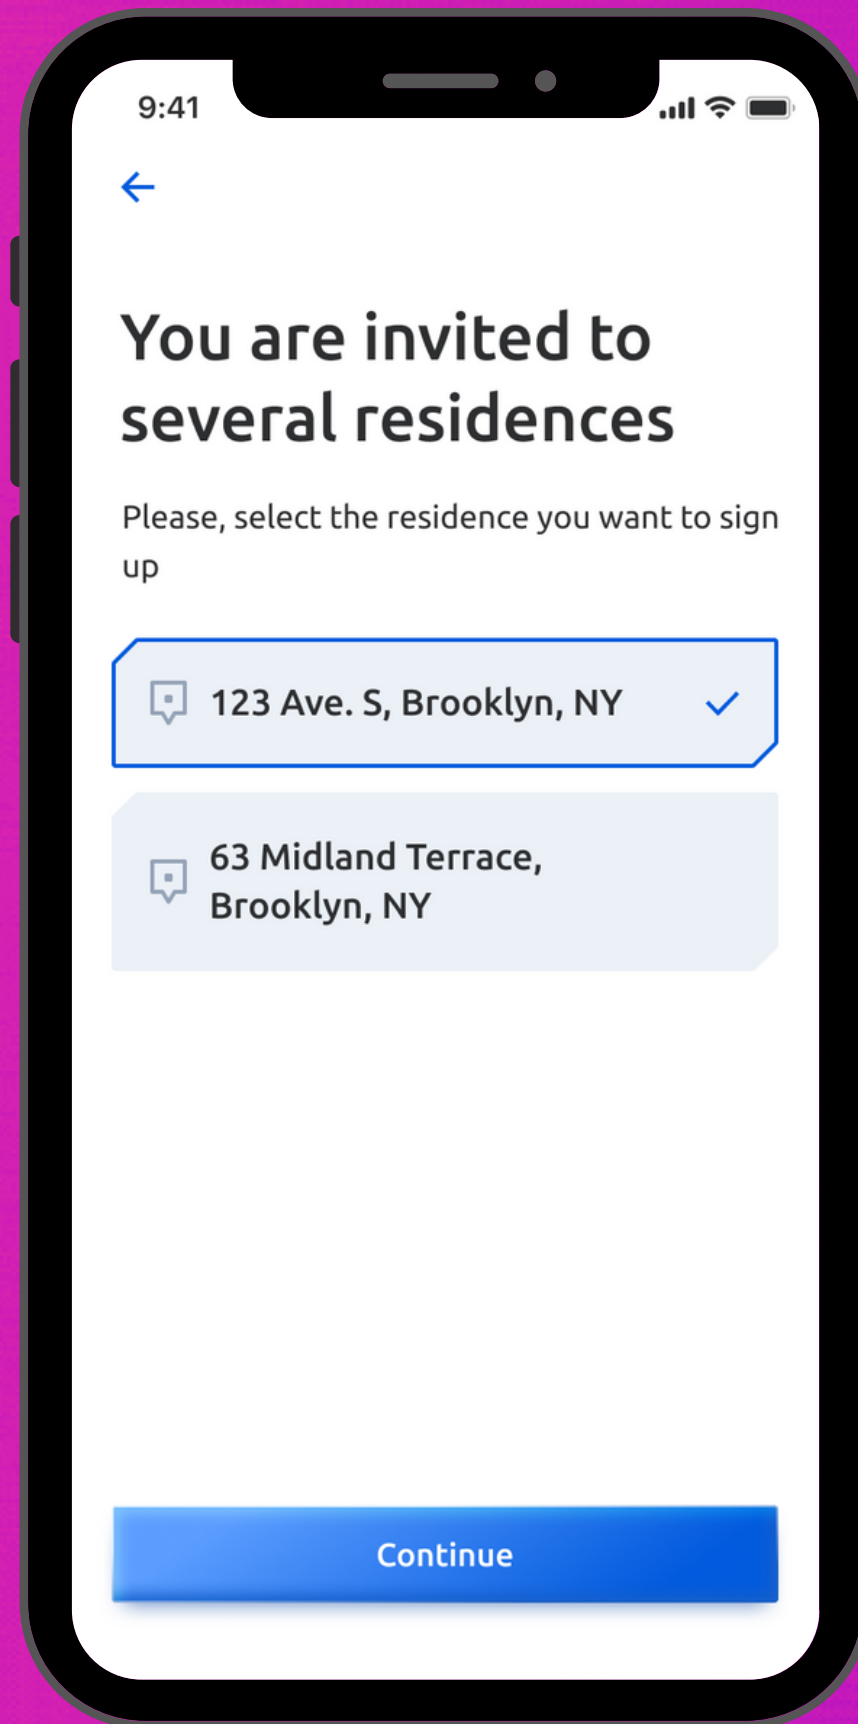 9:41
You are invited to
several residences
Please, select the residence you want to sign
up
123 Ave. S, Brooklyn, NY
63 Midland Terrace,
Brooklyn, NY
Continue